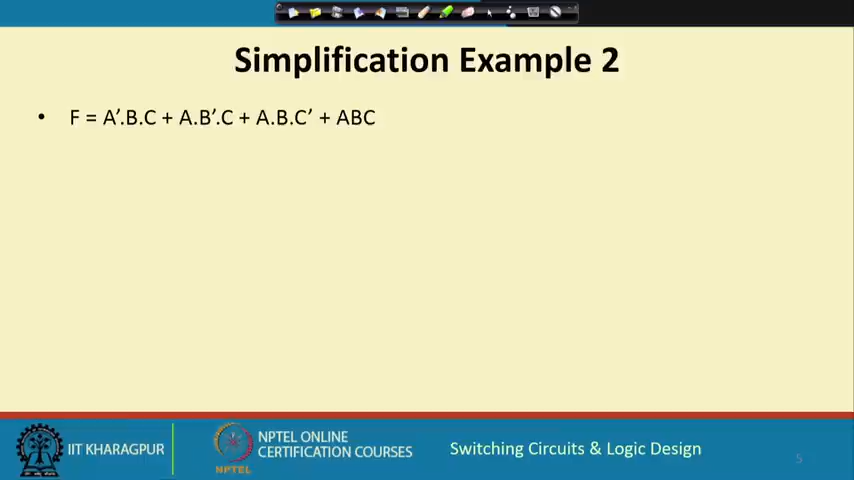 Simplification Example 2
• F = A’.B.C + A.B’.C + A.B.C’ + ABC
IIT KHARAGPUR
NPTEL
NPTEL ONLINE
CERTIFICATION COURSES
Switching Circuits & Logic Design
5